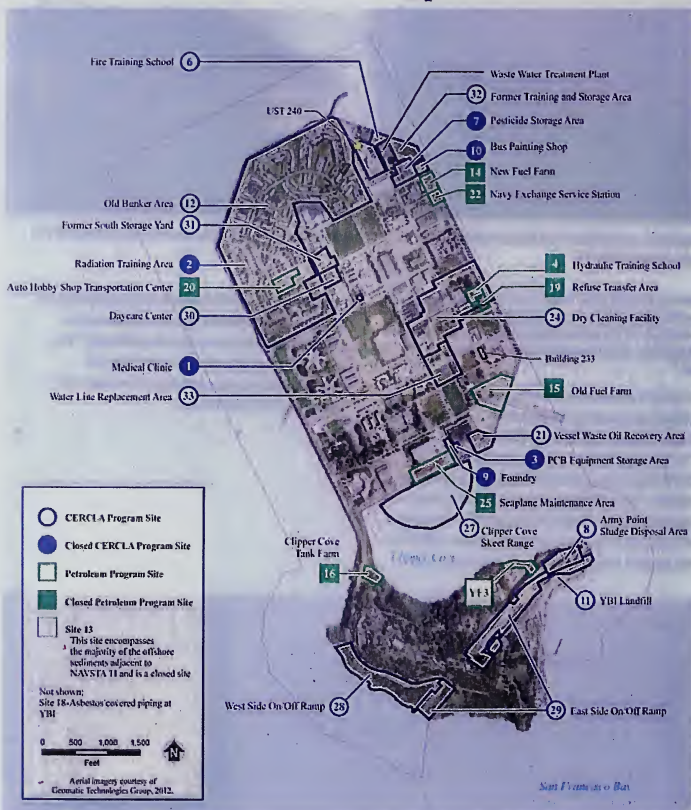 Fire Training School 6
UST 240
Waste Water Treatment Plant
32 Former Training and Storage Area
7 Pesticide Storage Area
10 Bus Painting Shop
14 New Fuel Farm
22 Navy Exchange Service Station
Old Bunker Area 12
Former South Storage Yard 31
Radiation Training Area 2
Auto Hobby Shop Transportation Center 20
Daycare Center 30
Medical Clinic 1
Water Line Replacement Area 33
4 Hydraulic Training School
19 Refuse Transfer Area
24 Dry Cleaning Facility
Building 233
15 Old Fuel Farm
21 Vessel Waste Oil Recovery Area
3 PCB Equipment Storage Area
9 Foundry
25 Seaplane Maintenance Area
27 Clipper Cove
Skeet Range
Clipper Cove
Tank Farm
16
Clipper Cove
8 Army Point
Sludge Disposal Area
YF3
11 YBI Landfill
West Side On/Off Ramp 28
29 East Side On/Off Ramp
San Francisco Bay
CERCLA Program Site
Closed CERCLA Program Site
Petroleum Program Site
Closed Petroleum Program Site
Site 13
This site encompasses
the majority of the offshore
sediments adjacent to
NAVSTA TI and is a closed site
Not shown:
Site 18-Asbestos covered piping at
YBI
0 500 1,000 1,500
Feet
N
Aerial imagery courtesy of
Geomatic Technologies Group, 2012.